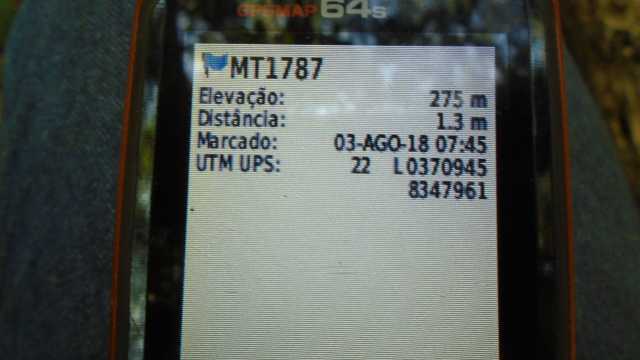 GPSMAP 64s
MT1787
Elevação: 275 m
Distância: 1.3 m
Marcado: 03-AGO-18 07:45
UTM UPS: 22 L 0370945
8347961